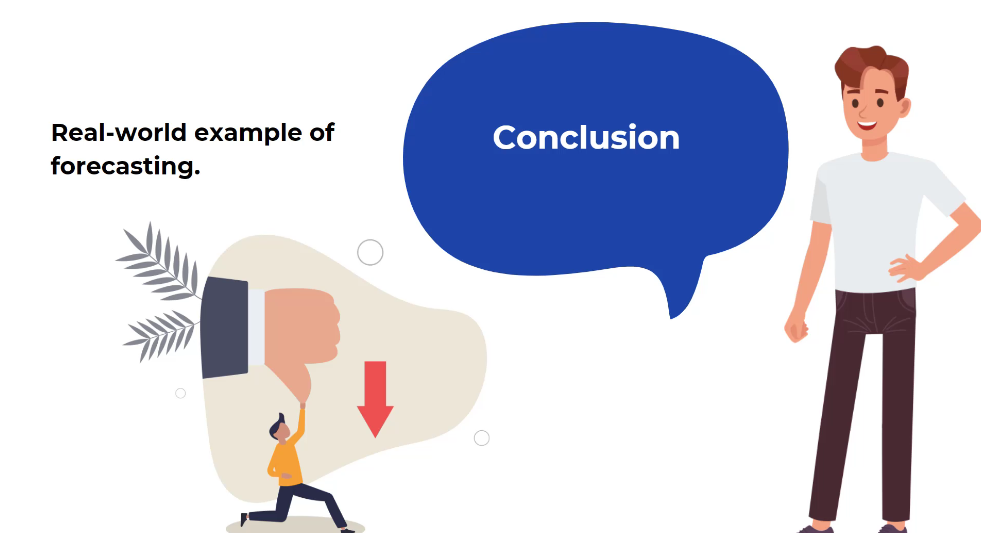 Real-world example of
forecasting.
Conclusion